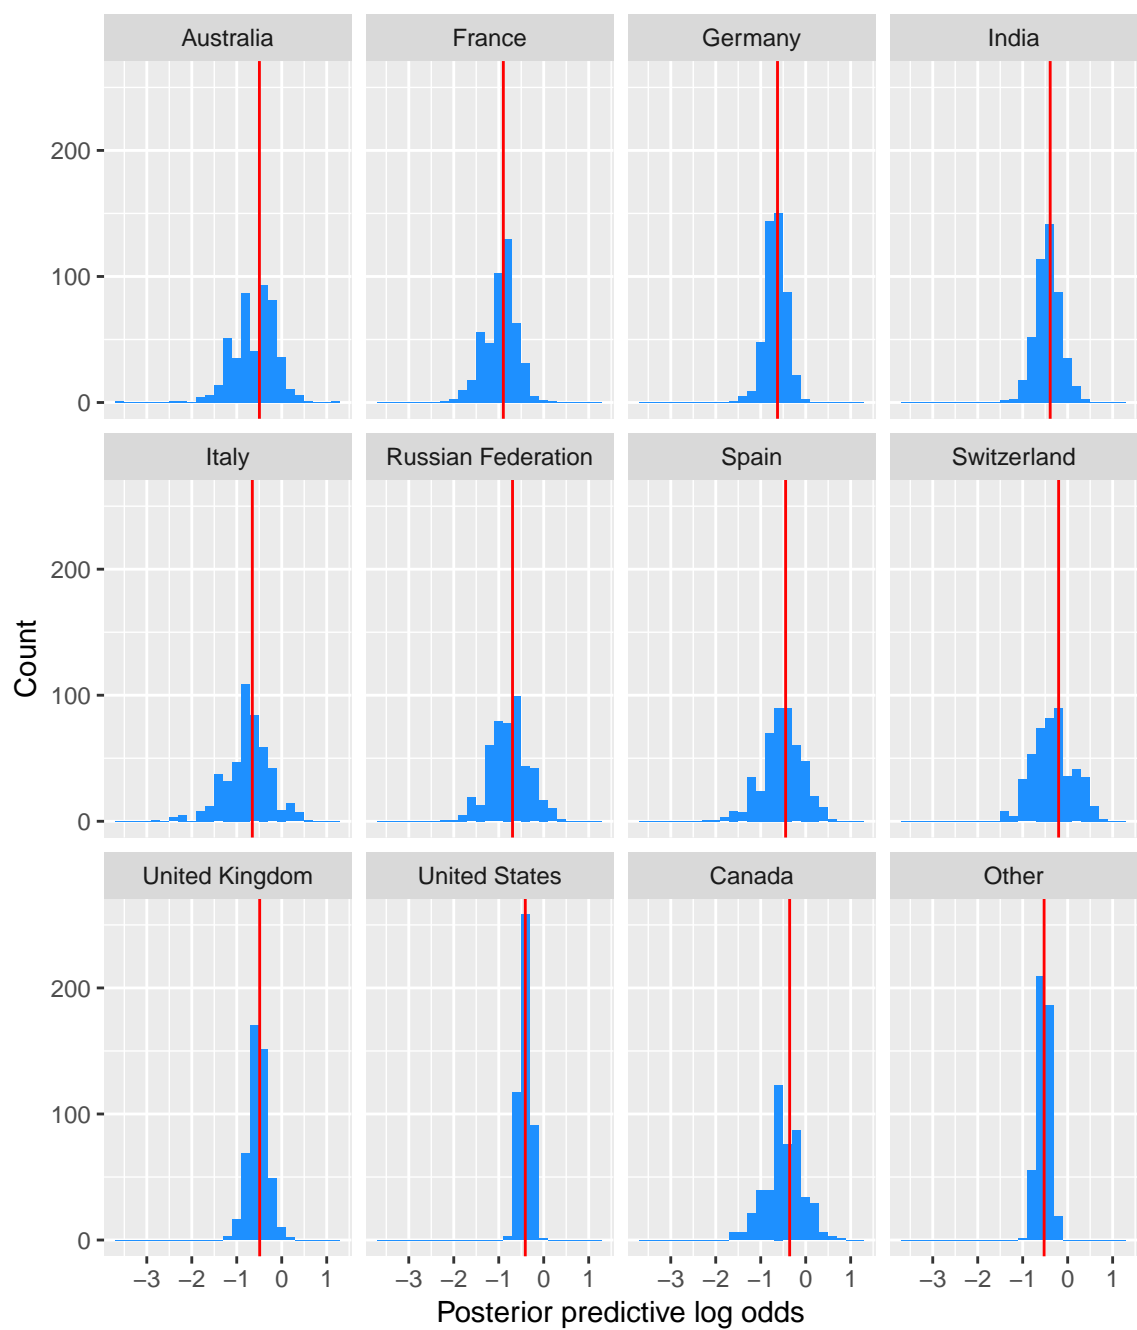 Australia France Germany India
200
100
0
Italy Russian Federation Spain Switzerland
200
100
0
Count
United Kingdom United States Canada Other
200
100
0
−3 −2 −1 0 1 −3 −2 −1 0 1 −3 −2 −1 0 1 −3 −2 −1 0 1
Posterior predictive log odds